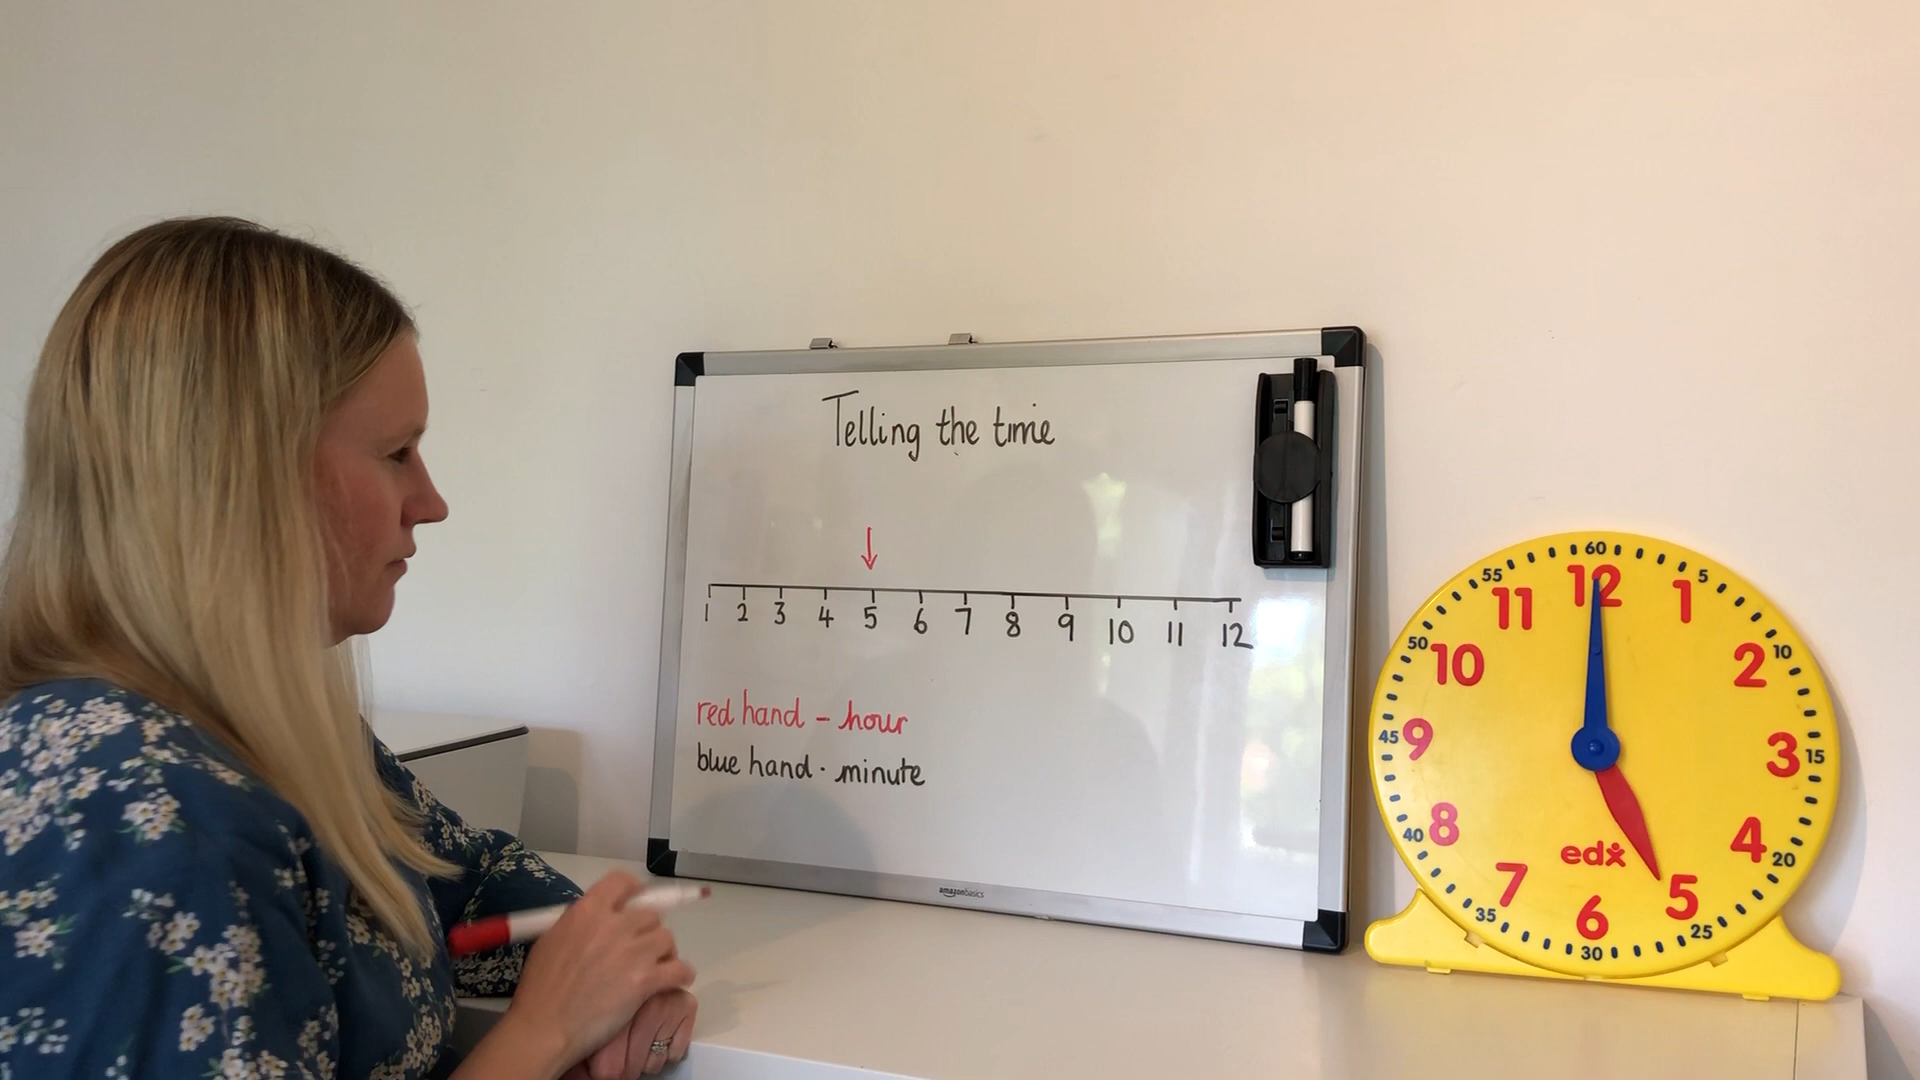 Telling the time
1 2 3 4 5 6 7 8 9 10 11 12
red hand - hour
blue hand · minute
amazonbasics
60
55 5
12
11 1
50 10
10 2
45 9 3 15
8 4
40 20
edx
7 5
6
35 25
30